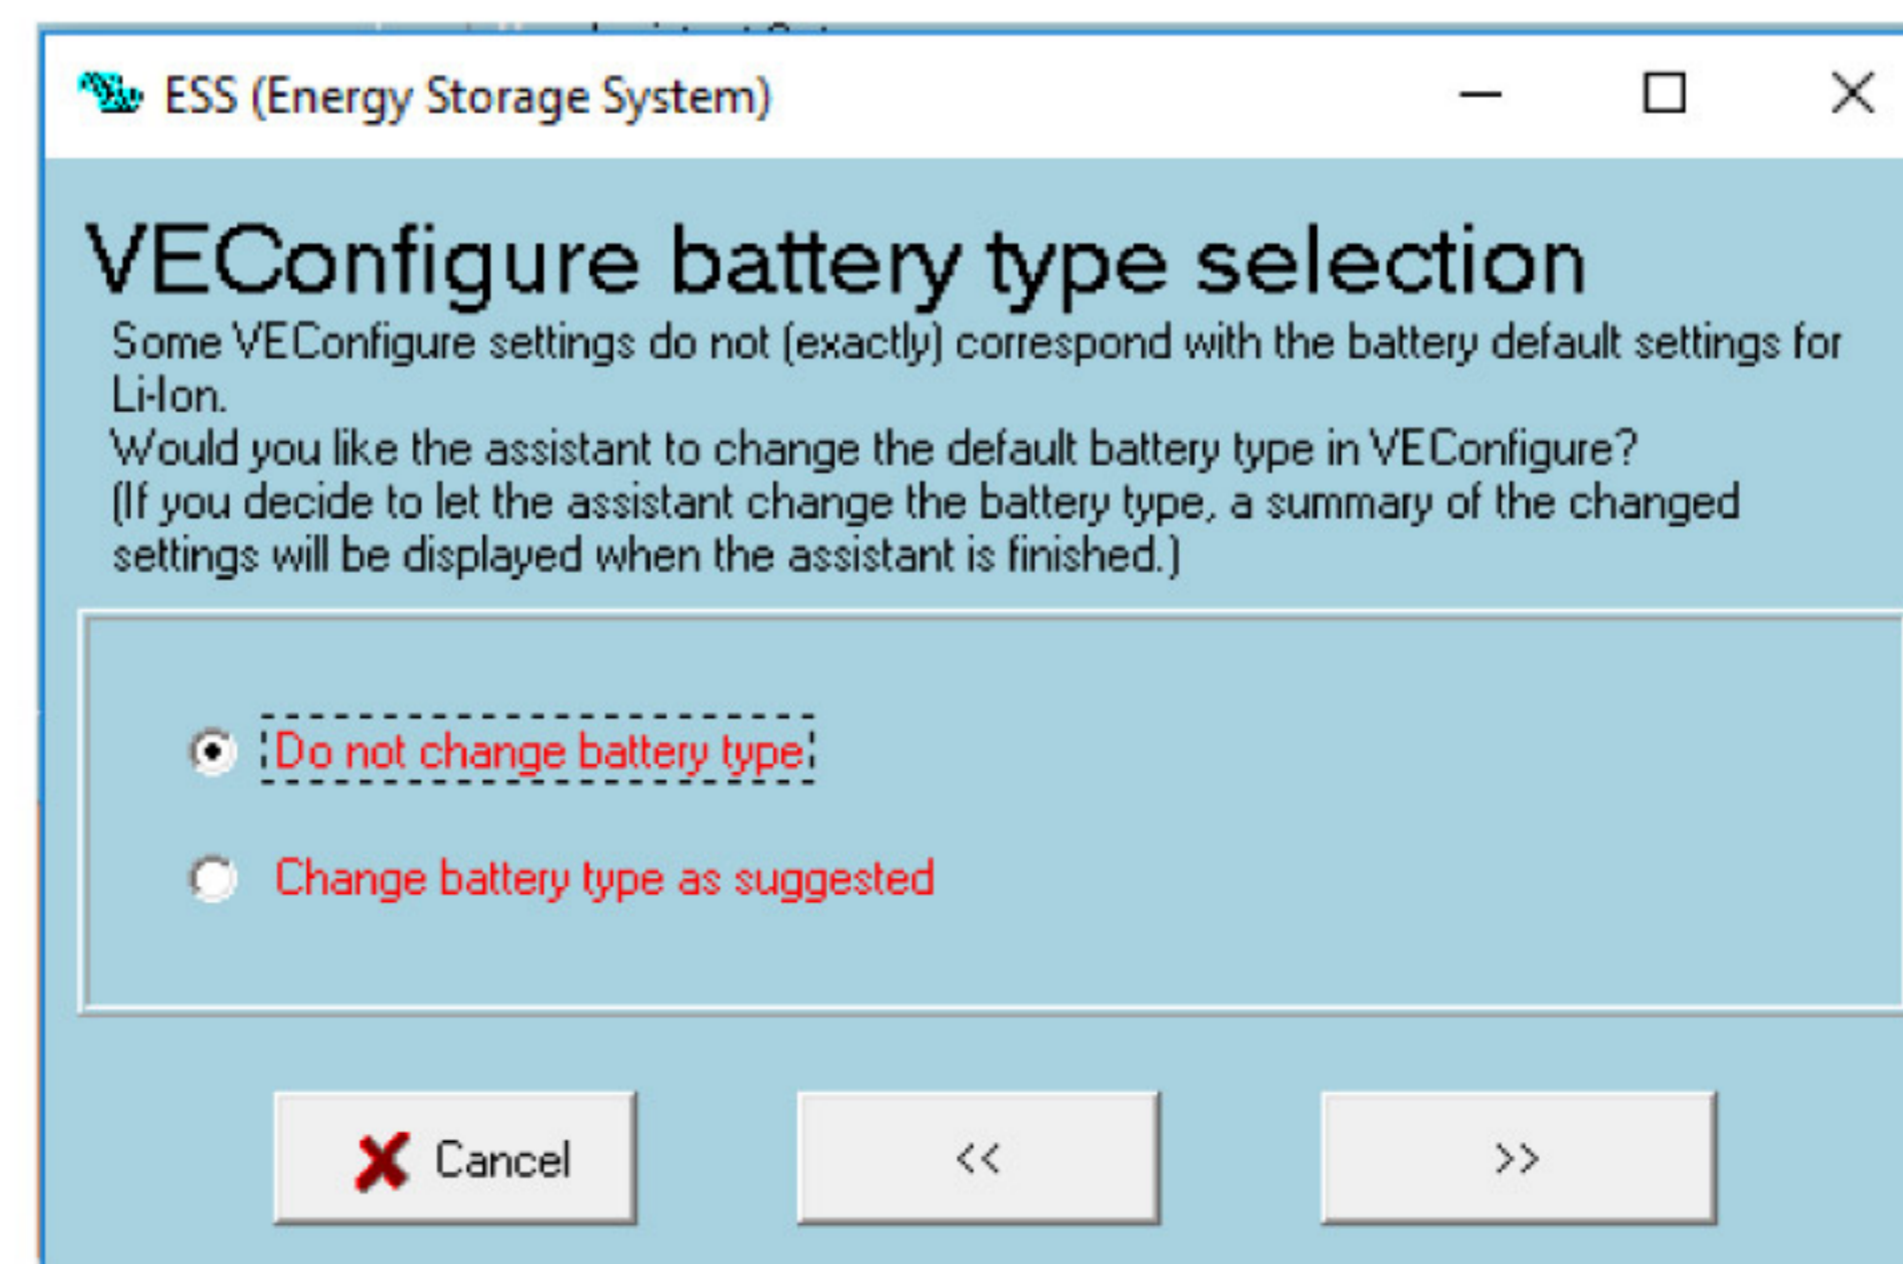 ESS (Energy Storage System)
VEConfigure battery type selection
Some VEConfigure settings do not (exactly) correspond with the battery default settings for
Li-Ion.
Would you like the assistant to change the default battery type in VEConfigure?
(If you decide to let the assistant change the battery type, a summary of the changed
settings will be displayed when the assistant is finished.)
Do not change battery type
Change battery type as suggested
Cancel
<<
>>